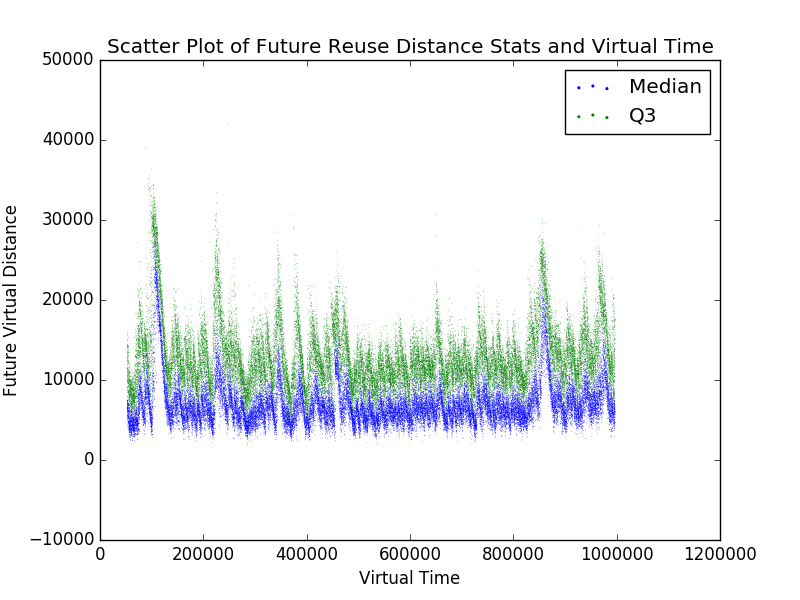 Scatter Plot of Future Reuse Distance Stats and Virtual Time
50000
40000
30000
20000
10000
0
−10000
Future Virtual Distance
Median
Q3
0
200000
400000
600000
800000
1000000
1200000
Virtual Time